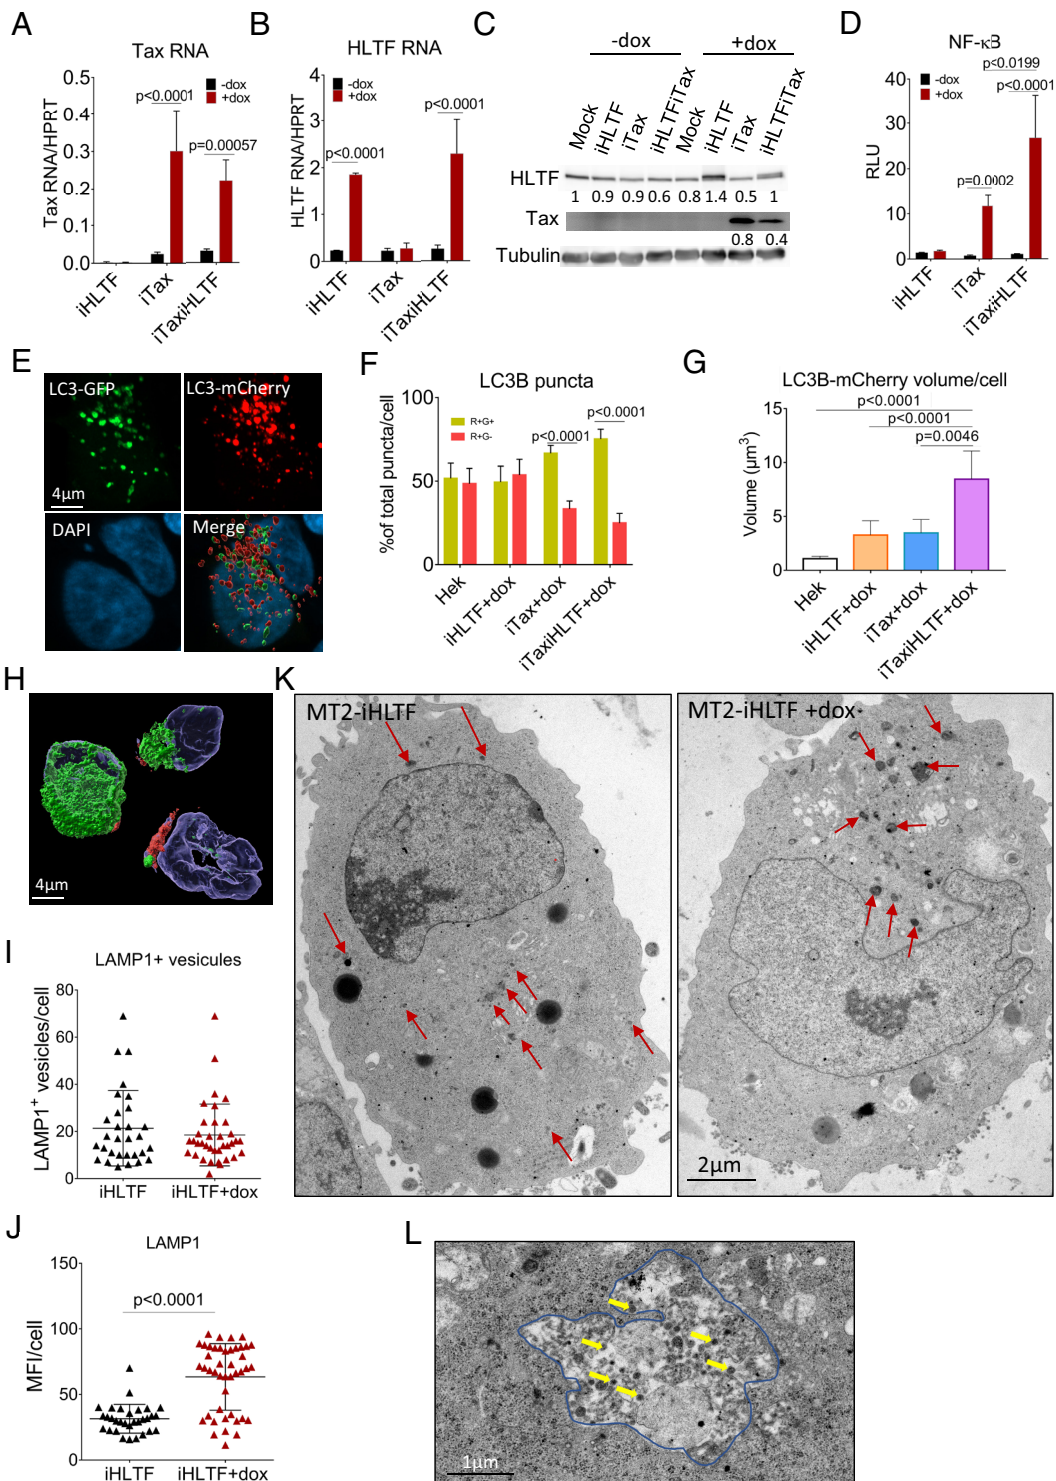 A
Tax RNA
Tax RNA/HPRT
0.5
0.4
0.3
0.2
0.1
0.0
-dox
+dox
p<0.0001
p=0.00057
iHLTF
iTax
iTaxiHLTF
B
HLTF RNA
HLTF RNA/HPRT
4
3
2
1
0
-dox
+dox
p<0.0001
p<0.0001
iHLTF
iTax
iTaxiHLTF
C
-dox
+dox
Mock
iHLTF
iTax
iHLTFiTax
Mock
iHLTF
iTax
iHLTFiTax
HLTF
1 0.9 0.9 0.6 0.8 1.4 0.5 1
Tax
0.8 0.4
Tubulin
D
NF-κB
RLU
40
30
20
10
0
-dox
+dox
p<0.0199
p<0.0001
p=0.0002
iHLTF
iTax
iTaxiHLTF
E
LC3-GFP
LC3-mCherry
4μm
DAPI
Merge
F
LC3B puncta
%of total puncta/cell
100
50
0
R+G+
R+G-
p<0.0001
p<0.0001
Hek
iHLTF+dox
iTax+dox
iTaxiHLTF+dox
G
LC3B-mCherry volume/cell
Volume (μm³)
15
10
5
0
p<0.0001
p<0.0001
p=0.0046
Hek
iHLTF+dox
iTax+dox
iTaxiHLTF+dox
H
4μm
I
LAMP1+ vesicules
LAMP1⁺ vesicles/cell
80
60
40
20
0
iHLTF
iHLTF+dox
J
LAMP1
MFI/cell
150
100
50
0
p<0.0001
iHLTF
iHLTF+dox
K
MT2-iHLTF
MT2-iHLTF +dox
2μm
L
1μm